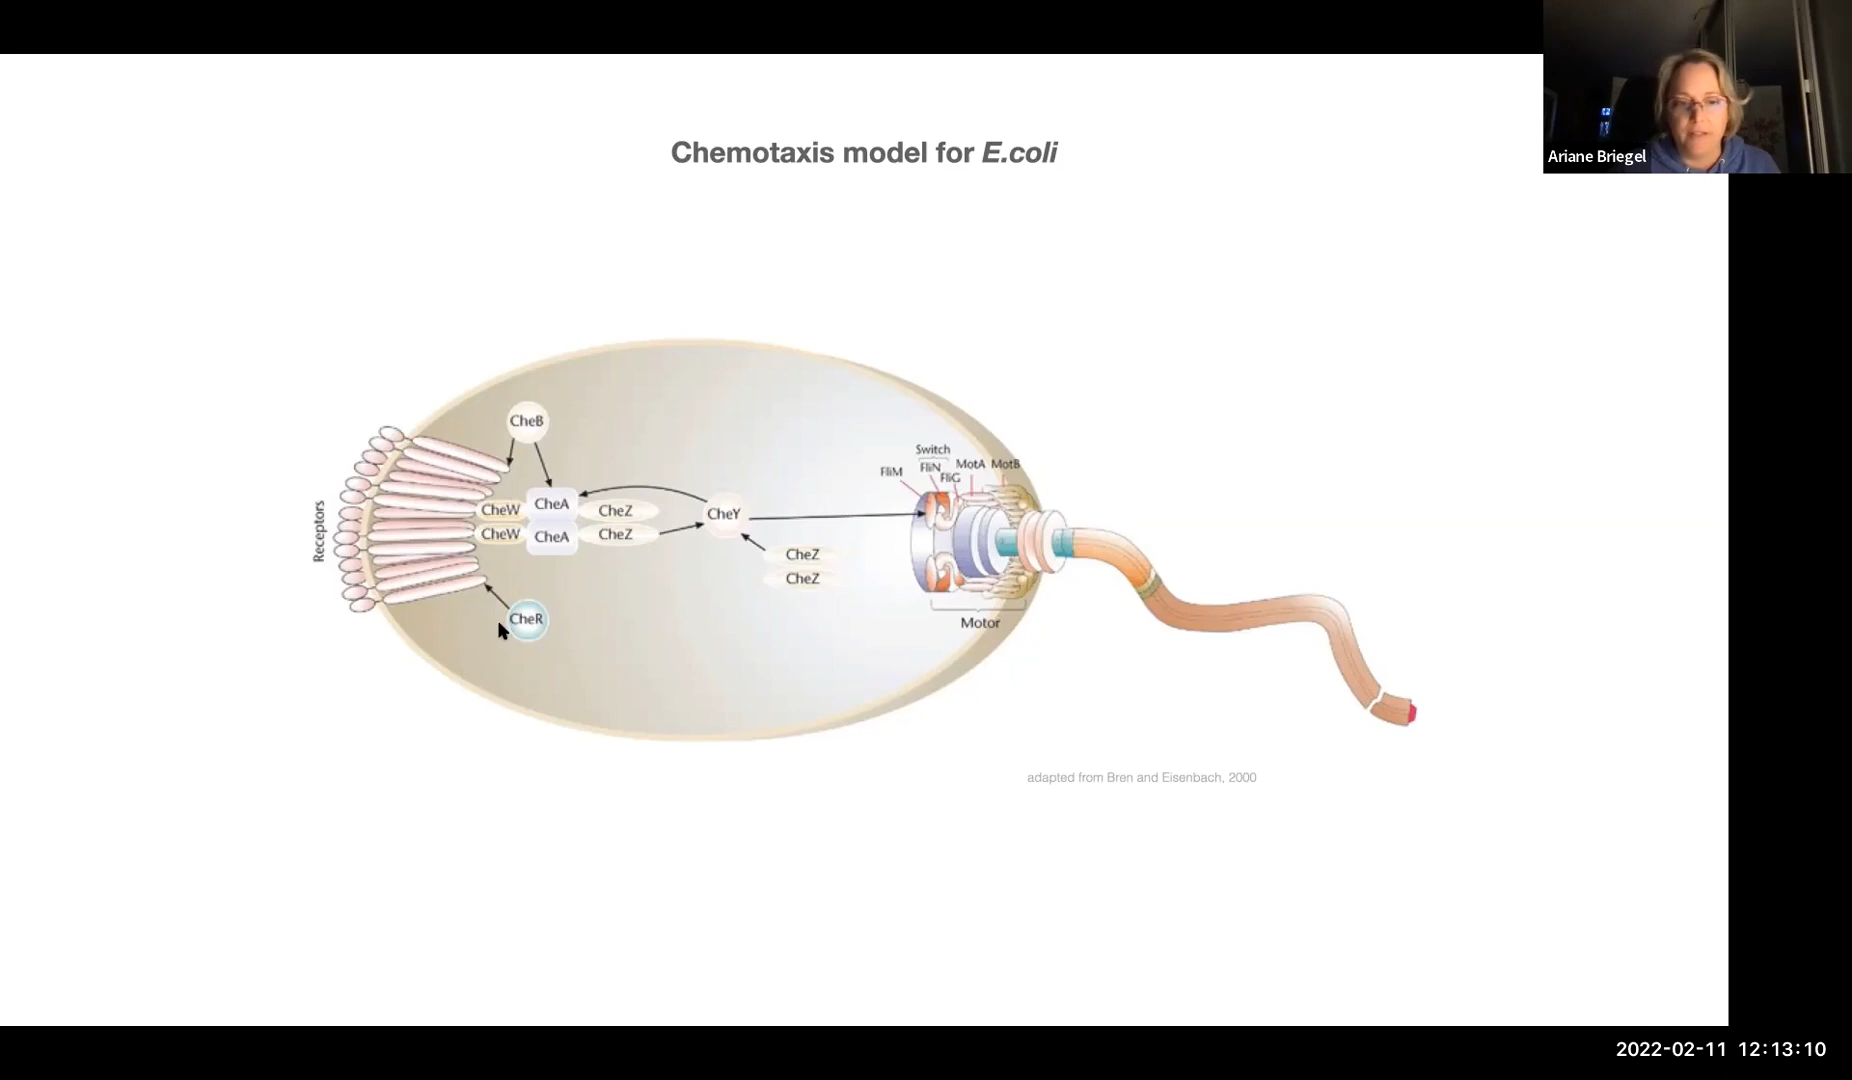 Ariane Briegel
Chemotaxis model for E.coli
Receptors
CheB
CheW
CheA
CheZ
CheW
CheA
CheZ
CheY
CheZ
CheZ
CheR
Switch
FliM
FliN
FliG
MotA
MotB
Motor
adapted from Bren and Eisenbach, 2000
2022-02-11 12:13:10